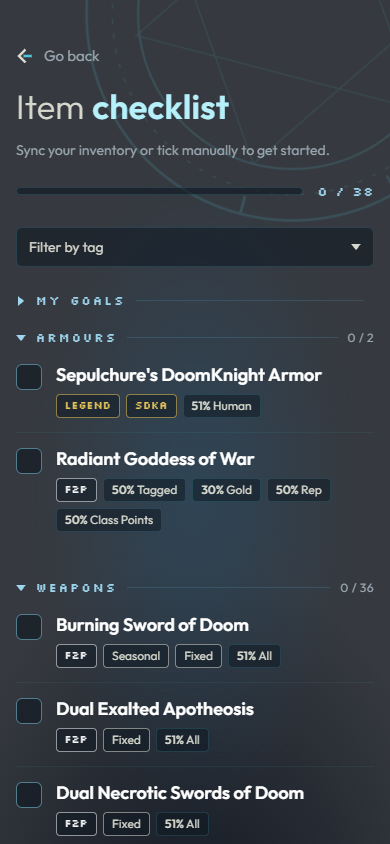 Go back
Item checklist
Sync your inventory or tick manually to get started.
0 / 38
Filter by tag
MY GOALS
ARMOURS 0 / 2
Sepulchure's DoomKnight Armor
LEGEND SDKA 51% Human
Radiant Goddess of War
F2P 50% Tagged 30% Gold 50% Rep
50% Class Points
WEAPONS 0 / 36
Burning Sword of Doom
F2P Seasonal Fixed 51% All
Dual Exalted Apotheosis
F2P Fixed 51% All
Dual Necrotic Swords of Doom
F2P Fixed 51% All